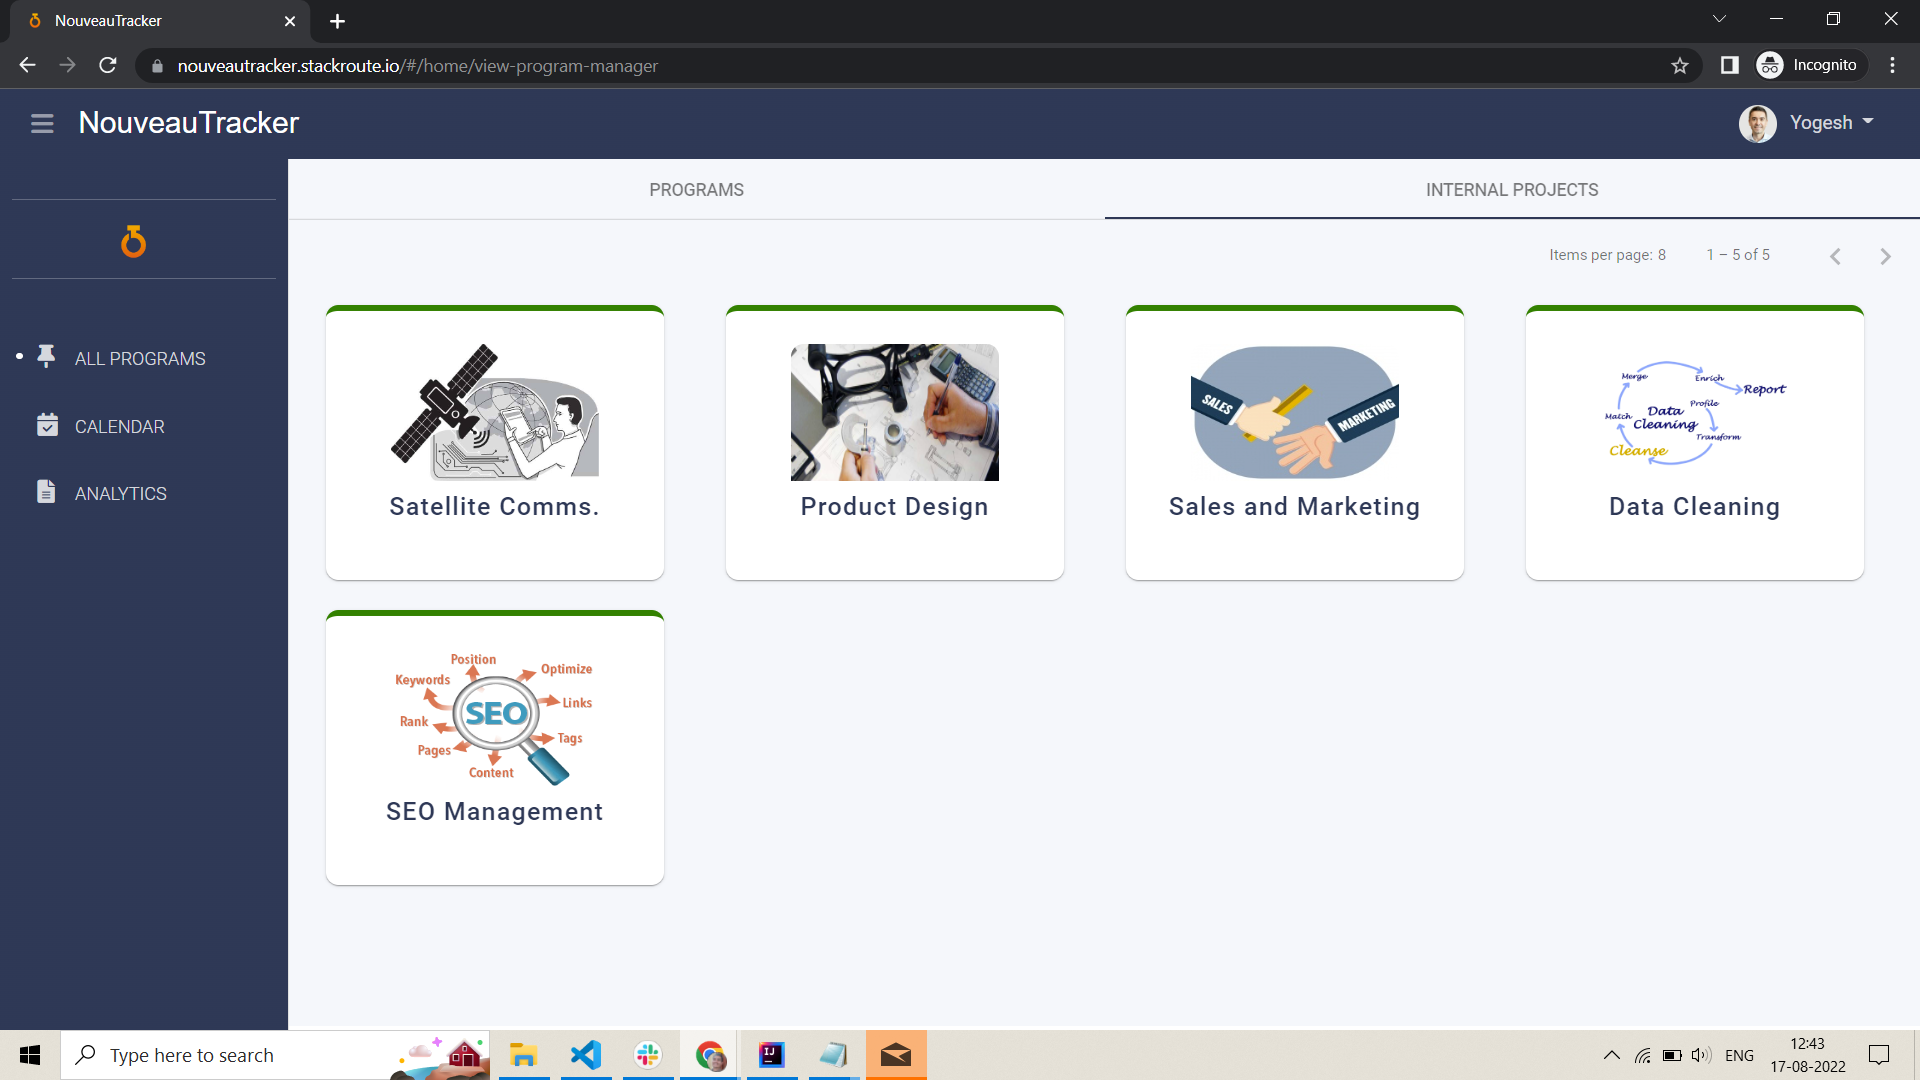 NouveauTracker
nouveautracker.stackroute.io/#/home/view-program-manager
Incognito
NouveauTracker
Yogesh
PROGRAMS
INTERNAL PROJECTS
Items per page: 8
1 – 5 of 5
ALL PROGRAMS
CALENDAR
ANALYTICS
Satellite Comms.
Product Design
SALES
MARKETING
Sales and Marketing
Merge
Enrich
Report
Profile
Match
Data
Cleaning
Transform
Cleanse
Data Cleaning
Position
Optimize
Keywords
Links
SEO
Rank
Tags
Pages
Content
SEO Management
Type here to search
IJ
ENG
12:43
17-08-2022